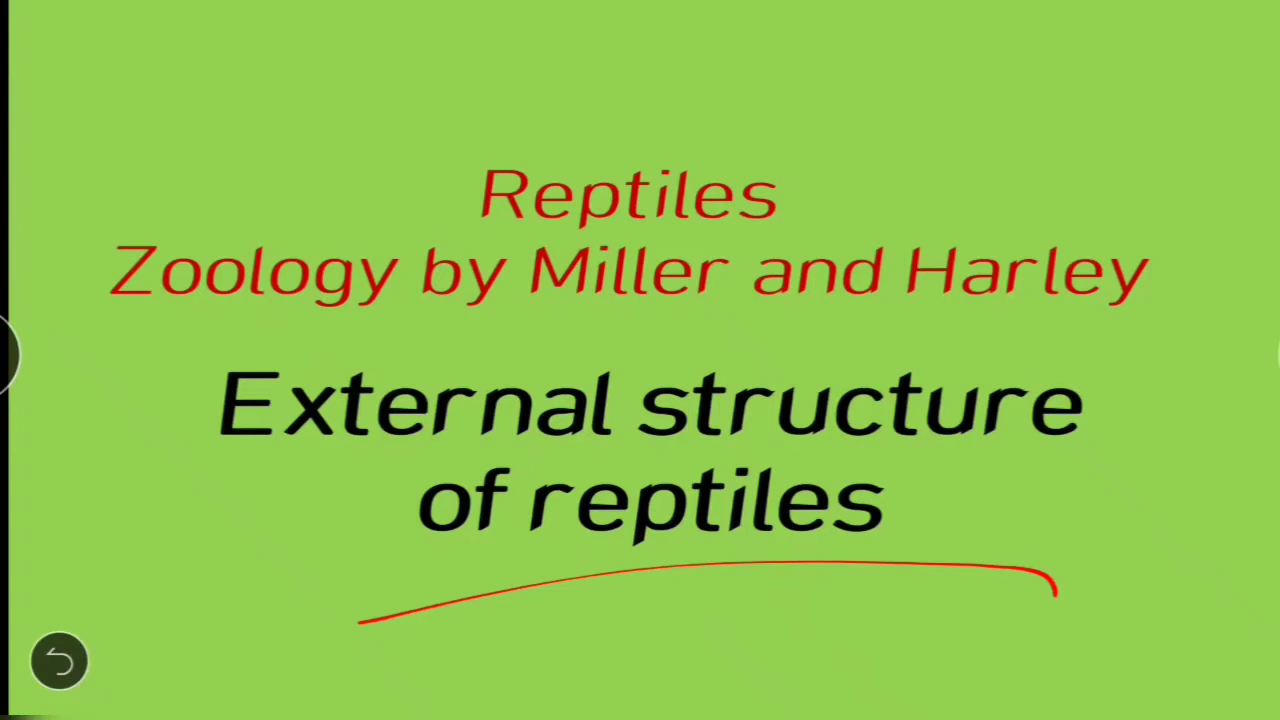 Reptiles
Zoology by Miller and Harley
External structure
of reptiles